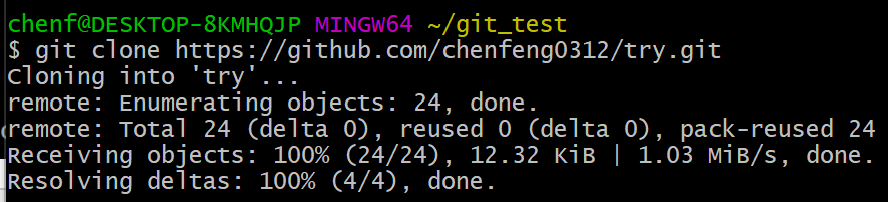 chenf@DESKTOP-8KMHQJP MINGW64 ~/git_test
$ git clone https://github.com/chenfeng0312/try.git
Cloning into 'try'...
remote: Enumerating objects: 24, done.
remote: Total 24 (delta 0), reused 0 (delta 0), pack-reused 24
Receiving objects: 100% (24/24), 12.32 KiB | 1.03 MiB/s, done.
Resolving deltas: 100% (4/4), done.